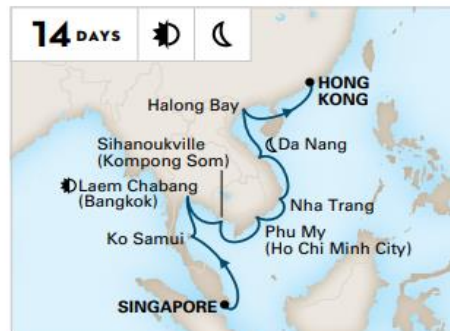 14 DAYS
HONG
KONG
Halong Bay
Sihanoukville
(Kompong Som)
Da Nang
Laem Chabang
(Bangkok)
Nha Trang
Ko Samui
Phu My
(Ho Chi Minh City)
SINGAPORE